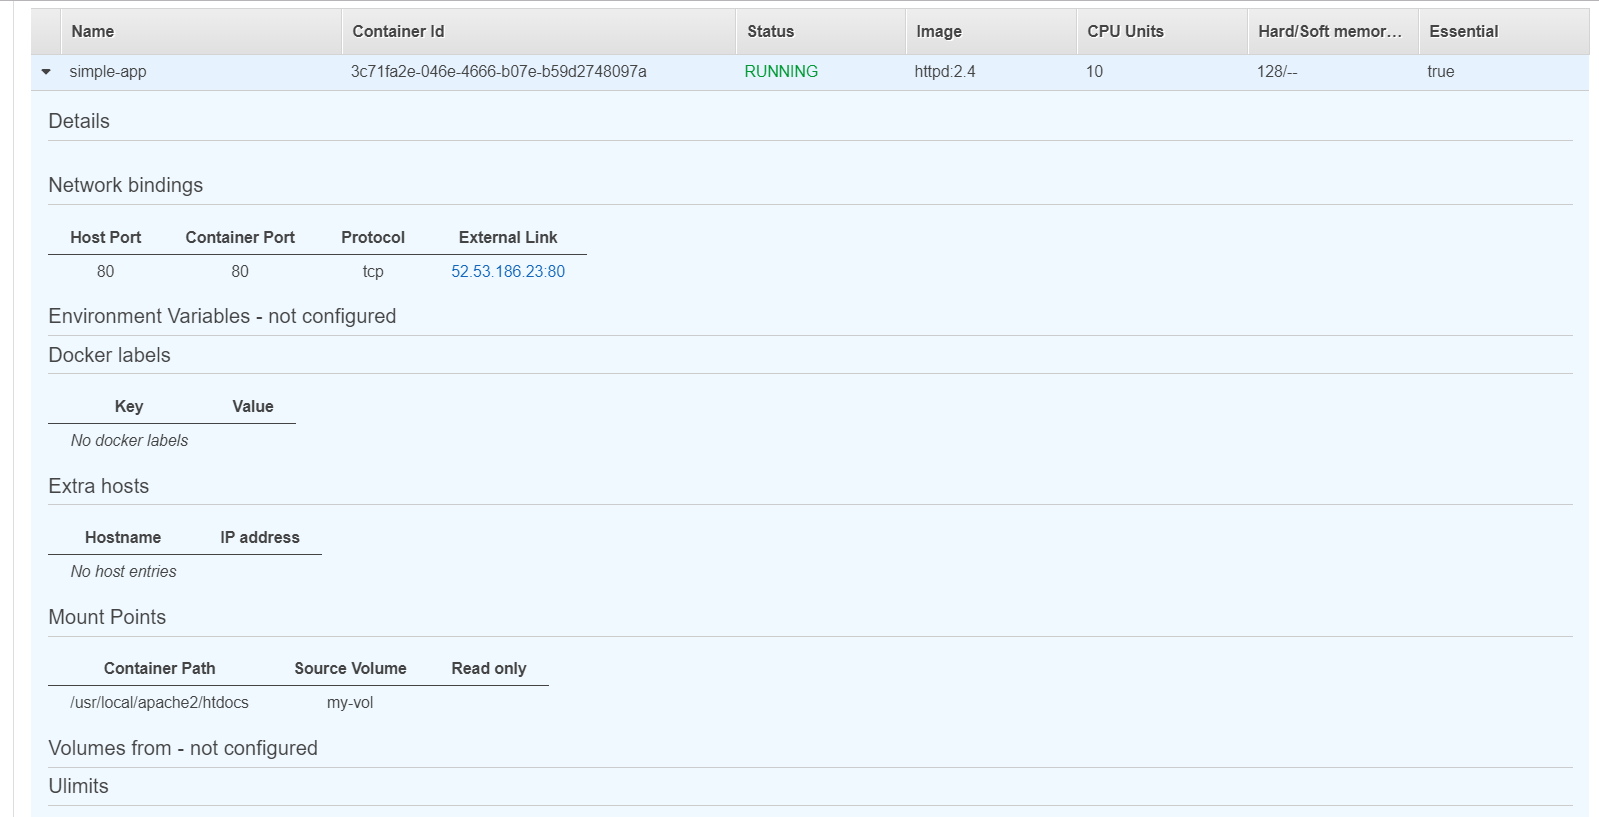 Name Container Id Status Image CPU Units Hard/Soft memor... Essential
simple-app 3c71fa2e-046e-4666-b07e-b59d2748097a RUNNING httpd:2.4 10 128/-- true
Details
Network bindings
Host Port Container Port Protocol External Link
80 80 tcp 52.53.186.23:80
Environment Variables - not configured
Docker labels
Key Value
No docker labels
Extra hosts
Hostname IP address
No host entries
Mount Points
Container Path Source Volume Read only
/usr/local/apache2/htdocs my-vol
Volumes from - not configured
Ulimits